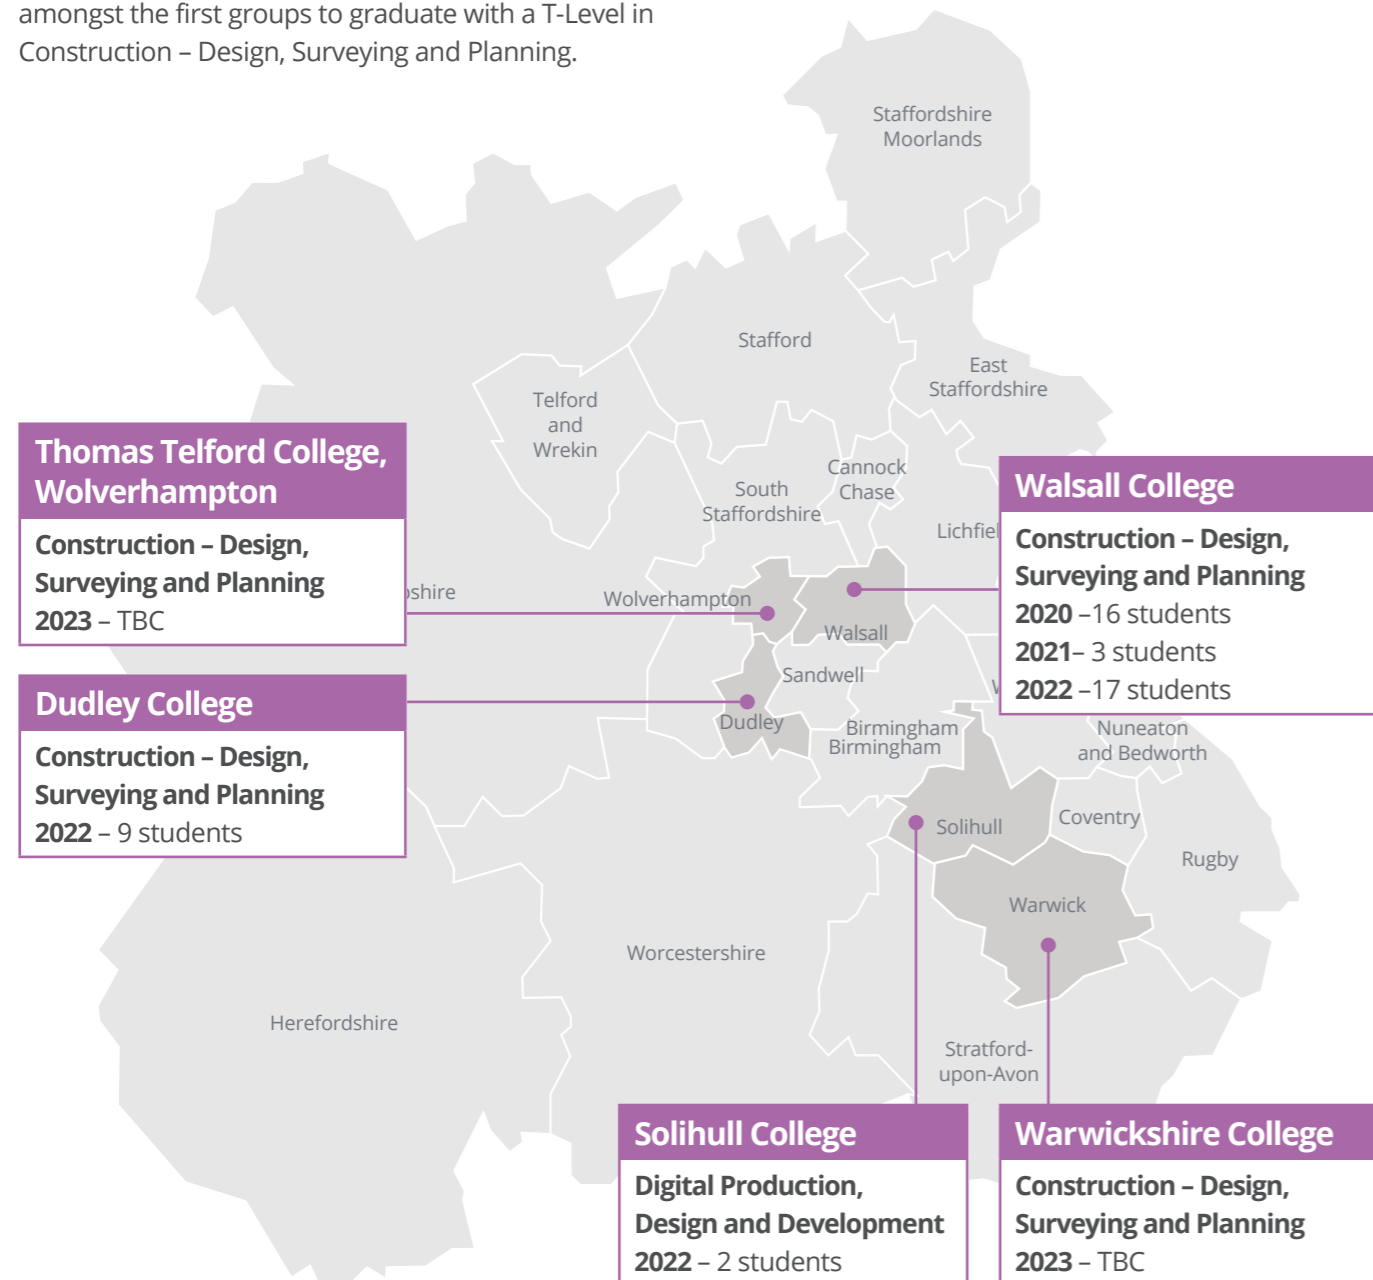 amongst the first groups to graduate with a T-Level in
Construction – Design, Surveying and Planning.
Staffordshire
Moorlands
Stafford
East
Staffordshire
Telford
and
Wrekin
Cannock
Chase
South
Staffordshire
Lichfiel
Thomas Telford College,
Wolverhampton
Construction – Design,
Surveying and Planning
2023 – TBC
Walsall College
Construction – Design,
Surveying and Planning
2020 –16 students
2021– 3 students
2022 –17 students
pshire
Wolverhampton
Walsall
Sandwell
Dudley College
Construction – Design,
Surveying and Planning
2022 – 9 students
Dudley
Birmingham
Birmingham
Nuneaton
and Bedworth
Solihull
Coventry
Rugby
Warwick
Worcestershire
Herefordshire
Stratford-
upon-Avon
Solihull College
Digital Production,
Design and Development
2022 – 2 students
Warwickshire College
Construction – Design,
Surveying and Planning
2023 – TBC